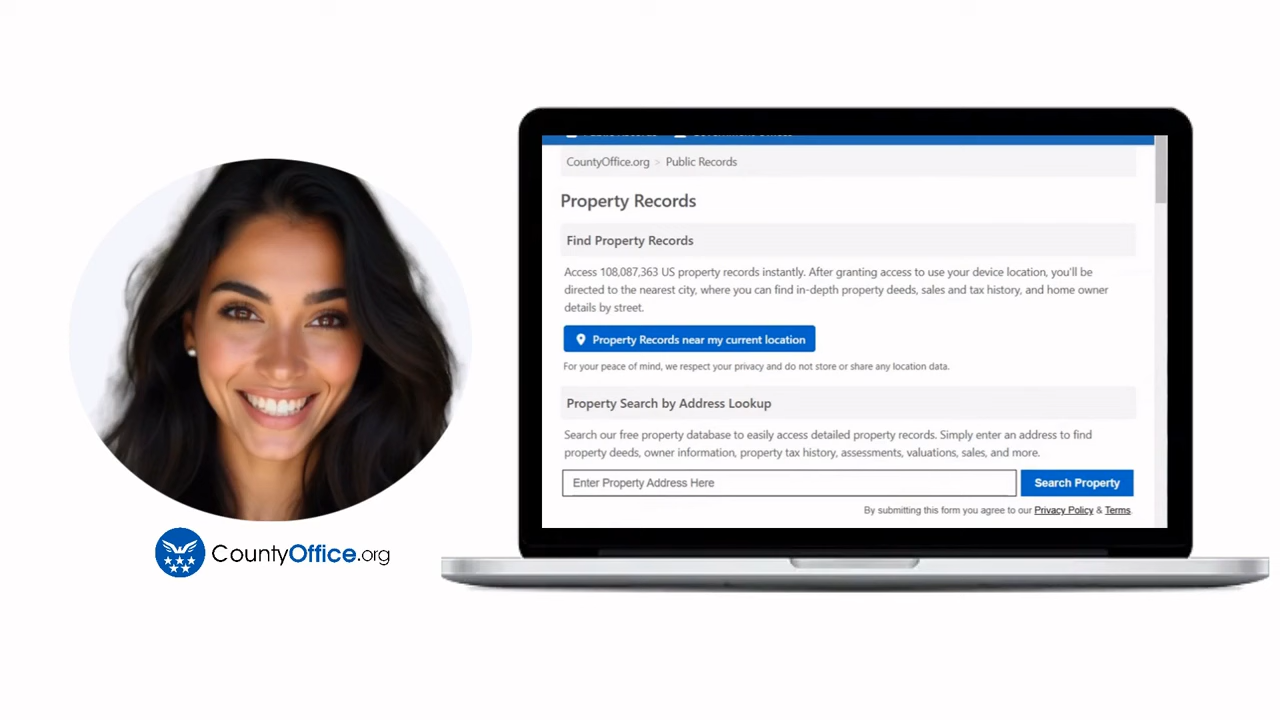 CountyOffice.org > Public Records
Property Records
Find Property Records
Access 108,087,363 US property records instantly. After granting access to use your device location, you'll be
directed to the nearest city, where you can find in-depth property deeds, sales and tax history, and home owner
details by street.
Property Records near my current location
For your peace of mind, we respect your privacy and do not store or share any location data.
Property Search by Address Lookup
Search our free property database to easily access detailed property records. Simply enter an address to find
property deeds, owner information, property tax history, assessments, valuations, sales, and more.
Enter Property Address Here
Search Property
By submitting this form you agree to our Privacy Policy & Terms.
CountyOffice.org